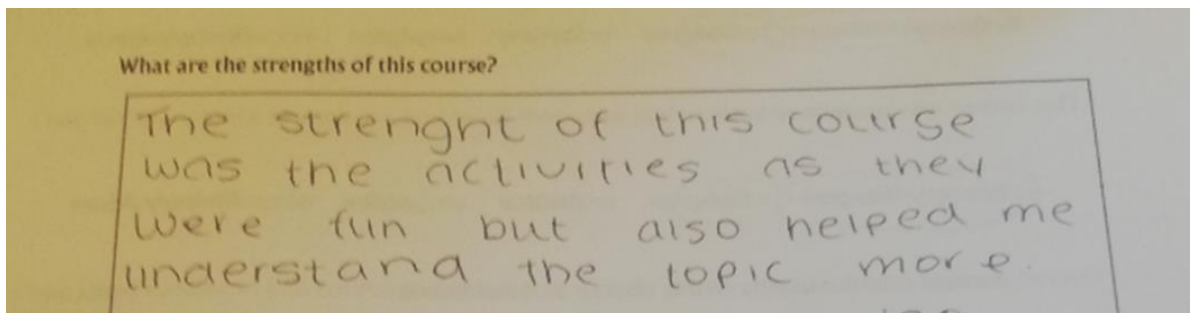 What are the strengths of this course?
The strenght of this course
was the activities as they
were fun but also helped me
understand the topic more.